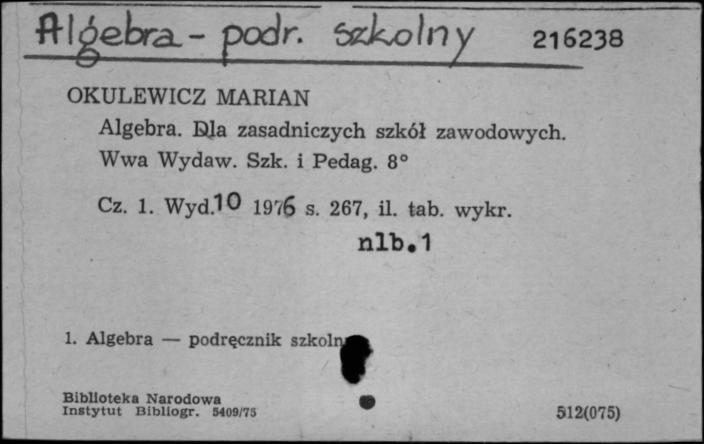 Algebra - podr. szkolny 216238
OKULEWICZ MARIAN
Algebra. Dla zasadniczych szkół zawodowych.
Wwa Wydaw. Szk. i Pedag. 8°
Cz. 1. Wyd. 10 1976 s. 267, il. tab. wykr.
nlb.1
1. Algebra — podręcznik szkoln
Biblioteka Narodowa
Instytut Bibliogr. 5409/75 512(075)